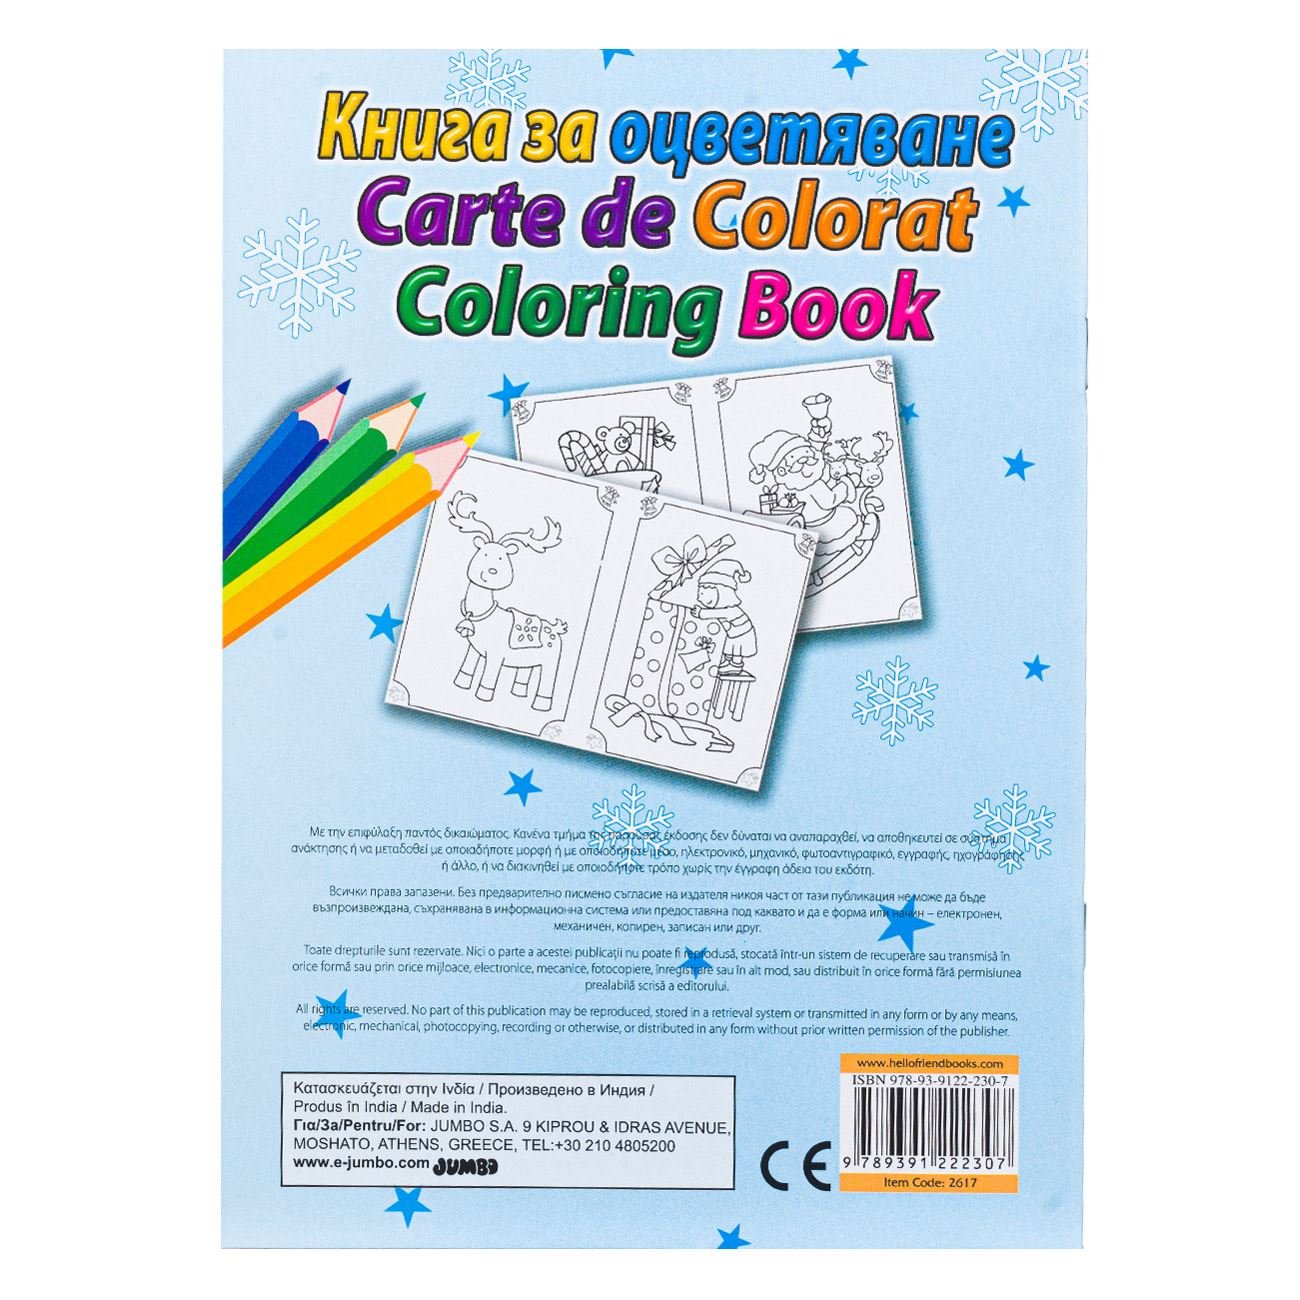 Книга за оцветяване
Carte de Colorat
Coloring Book
Με την επιφύλαξη παντός δικαιώματος. Κανένα τμήμα της παρούσας έκδοσης δεν δύναται να αναπαραχθεί, να αποθηκευτεί σε σύστημα
ανάκτησης ή να μεταδοθεί με οποιαδήποτε μορφή ή με οποιοδήποτε μέσο, ηλεκτρονικό, μηχανικό, φωτοαντιγραφικό, εγγραφής, ηχογράφησης
ή άλλο, ή να διακινηθεί με οποιοδήποτε τρόπο χωρίς την έγγραφη άδεια του εκδότη.
Всички права запазени. Без предварително писмено съгласие на издателя никоя част от тази публикация не може да бъде
възпроизвеждана, съхранявана в информационна система или предоставяна под каквато и да е форма или начин – електронен,
механичен, копирен, записан или друг.
Toate drepturile sunt rezervate. Nici o parte a acestei publicații nu poate fi reprodusă, stocată într-un sistem de recuperare sau transmisă în
orice formă sau prin orice mijloace, electronice, mecanice, fotocopiere, înregistrare sau în alt mod, sau distribuit în orice formă fără permisiunea
prealabilă scrisă a editorului.
All rights are reserved. No part of this publication may be reproduced, stored in a retrieval system or transmitted in any form or by any means,
electronic, mechanical, photocopying, recording or otherwise, or distributed in any form without prior written permission of the publisher.
Κατασκευάζεται στην Ινδία / Произведено в Индия /
Produs în India / Made in India.
Για/За/Pentru/For: JUMBO S.A. 9 KIPROU & IDRAS AVENUE,
MOSHATO, ATHENS, GREECE, TEL:+30 210 4805200
www.e-jumbo.com JUMBO
CE
www.hellofriendbooks.com
ISBN 978-93-9122-230-7
9 789391 222307
Item Code: 2617